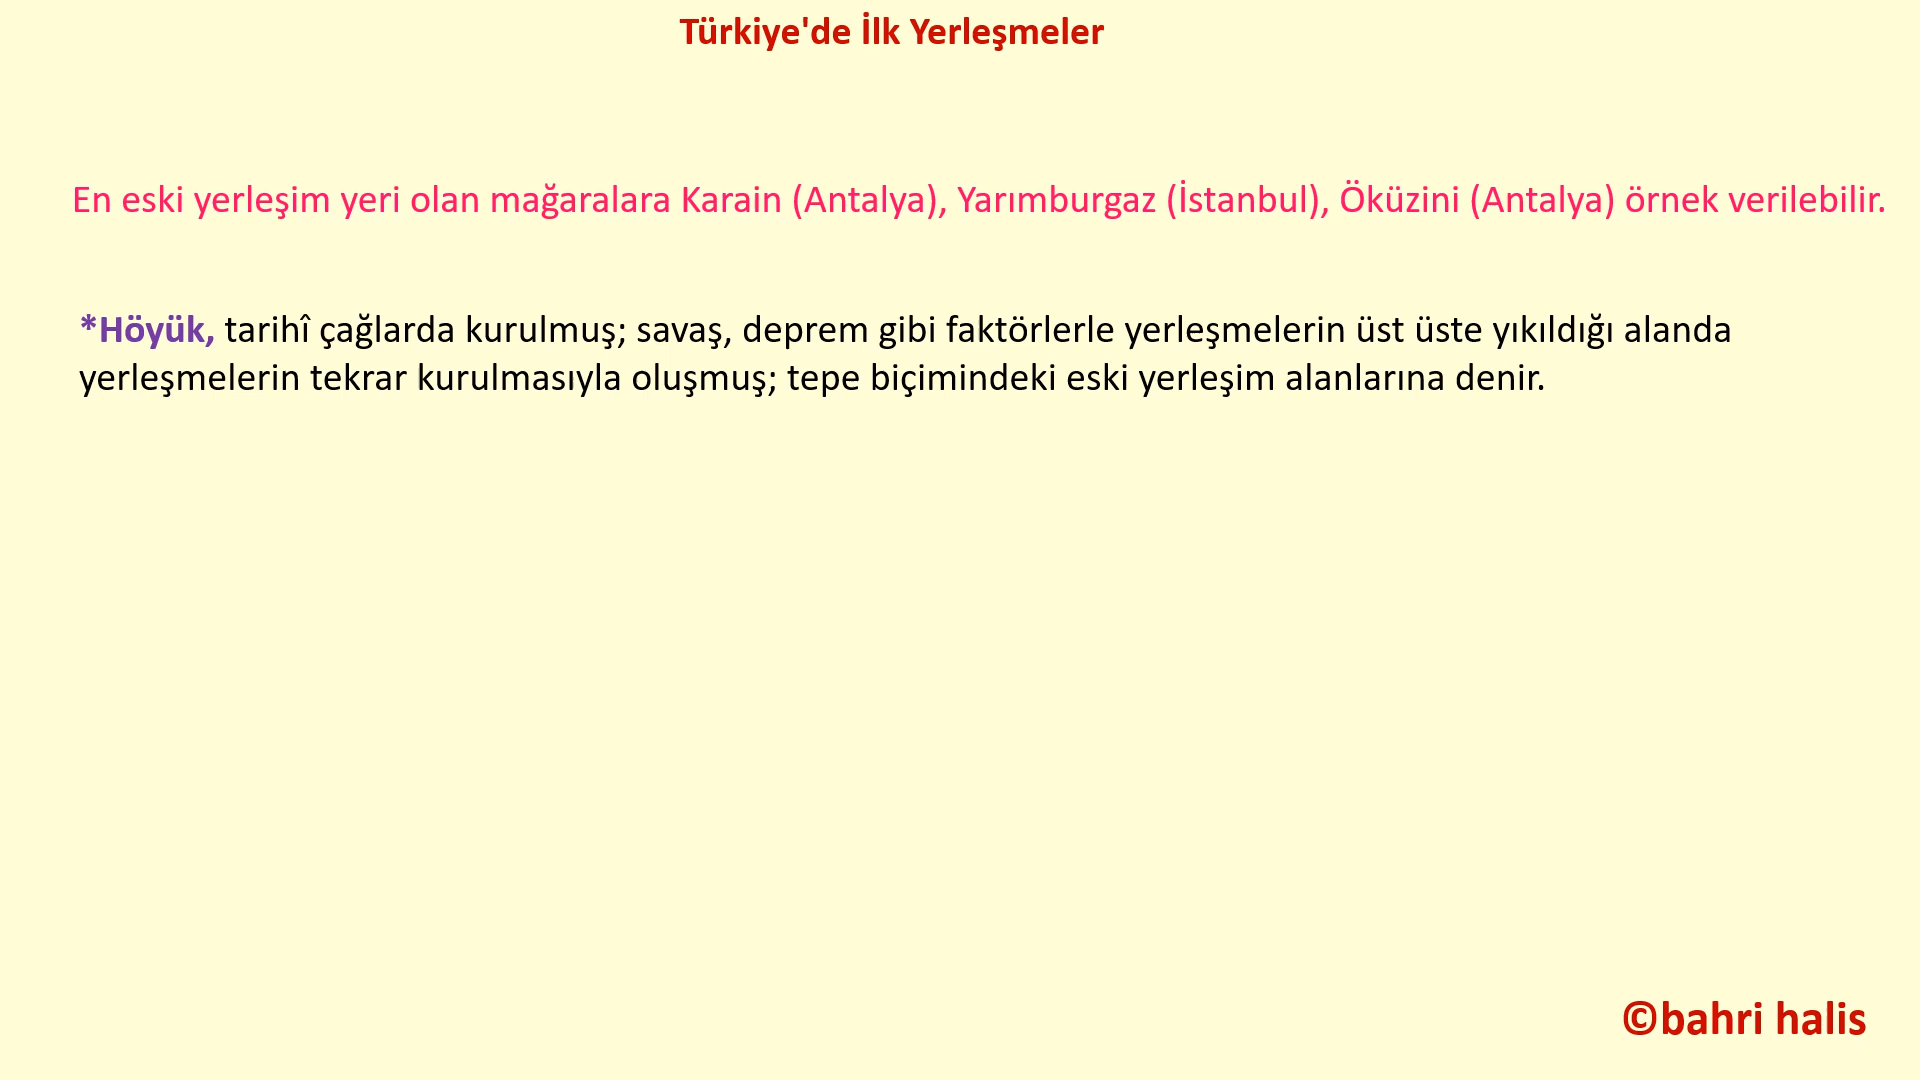 Türkiye'de İlk Yerleşmeler
En eski yerleşim yeri olan mağaralara Karain (Antalya), Yarımburgaz (İstanbul), Öküzini (Antalya) örnek verilebilir.
*Höyük, tarihî çağlarda kurulmuş; savaş, deprem gibi faktörlerle yerleşmelerin üst üste yıkıldığı alanda
yerleşmelerin tekrar kurulmasıyla oluşmuş; tepe biçimindeki eski yerleşim alanlarına denir.
©bahri halis